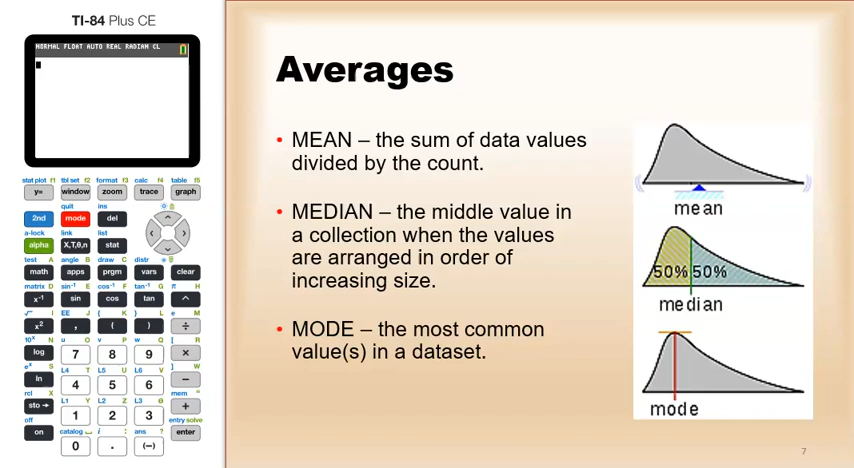 TI-84 Plus CE
NORMAL FLOAT AUTO REAL RADIAN CL
stat plot f1 tbl set f2 format f3 calc f4 table f5
y= window zoom trace graph
quit ins
2nd mode del
a-lock link list
alpha X,T,θ,n stat
test A angle B draw C distr
math apps prgm vars clear
matrix D sin⁻¹ E cos⁻¹ F tan⁻¹ G π H
x⁻¹ sin cos tan ^
√ I EE J { K } L e M
x² , ( ) ÷
10ˣ N u O v P w Q [ R
log 7 8 9 ×
eˣ S L4 T L5 U L6 V ] W
ln 4 5 6 −
rcl X L1 Y L2 Z L3 θ mem "
sto→ 1 2 3 +
off catalog i : ans ? entry solve
on 0 . (−) enter
Averages
• MEAN – the sum of data values
divided by the count.
• MEDIAN – the middle value in
a collection when the values
are arranged in order of
increasing size.
• MODE – the most common
value(s) in a dataset.
mean
50% 50%
median
mode
7